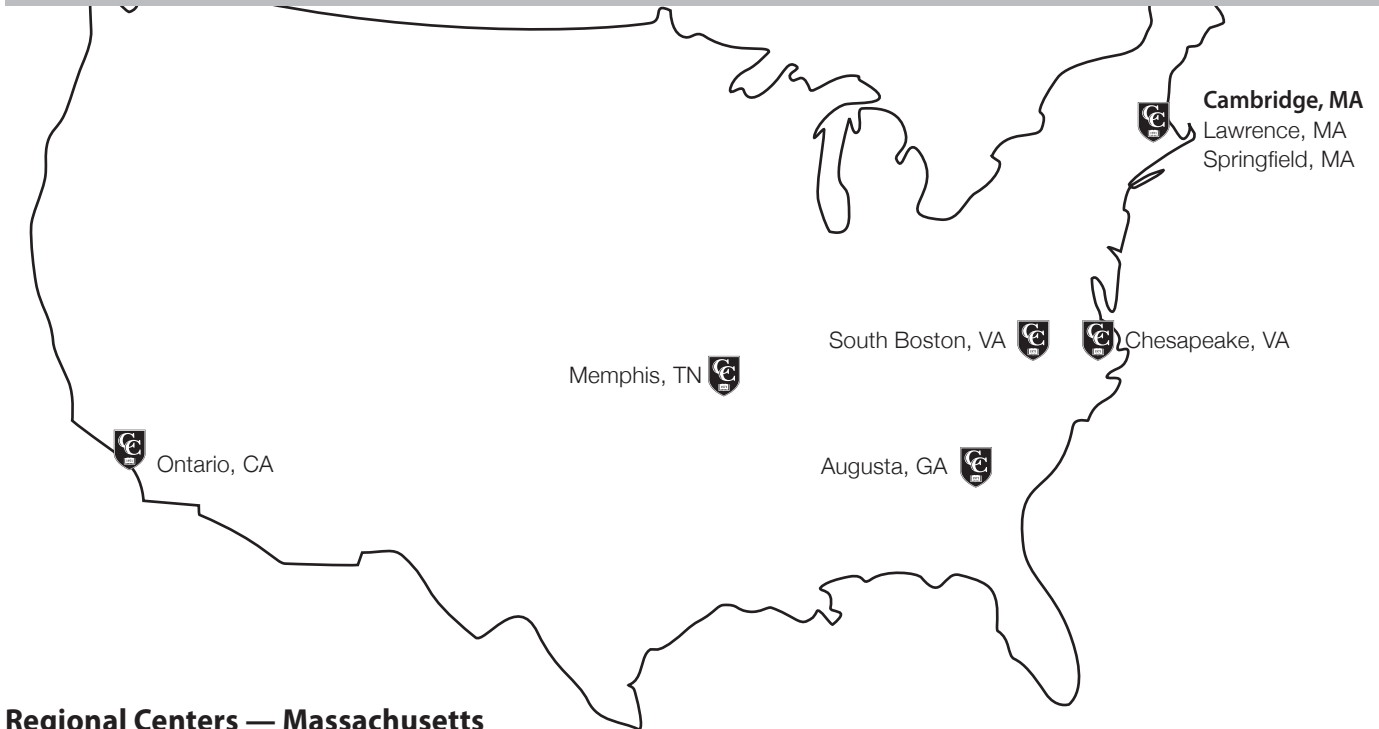 Cambridge, MA
Lawrence, MA
Springfield, MA
South Boston, VA
Chesapeake, VA
Memphis, TN
Ontario, CA
Augusta, GA
Regional Centers — Massachusetts